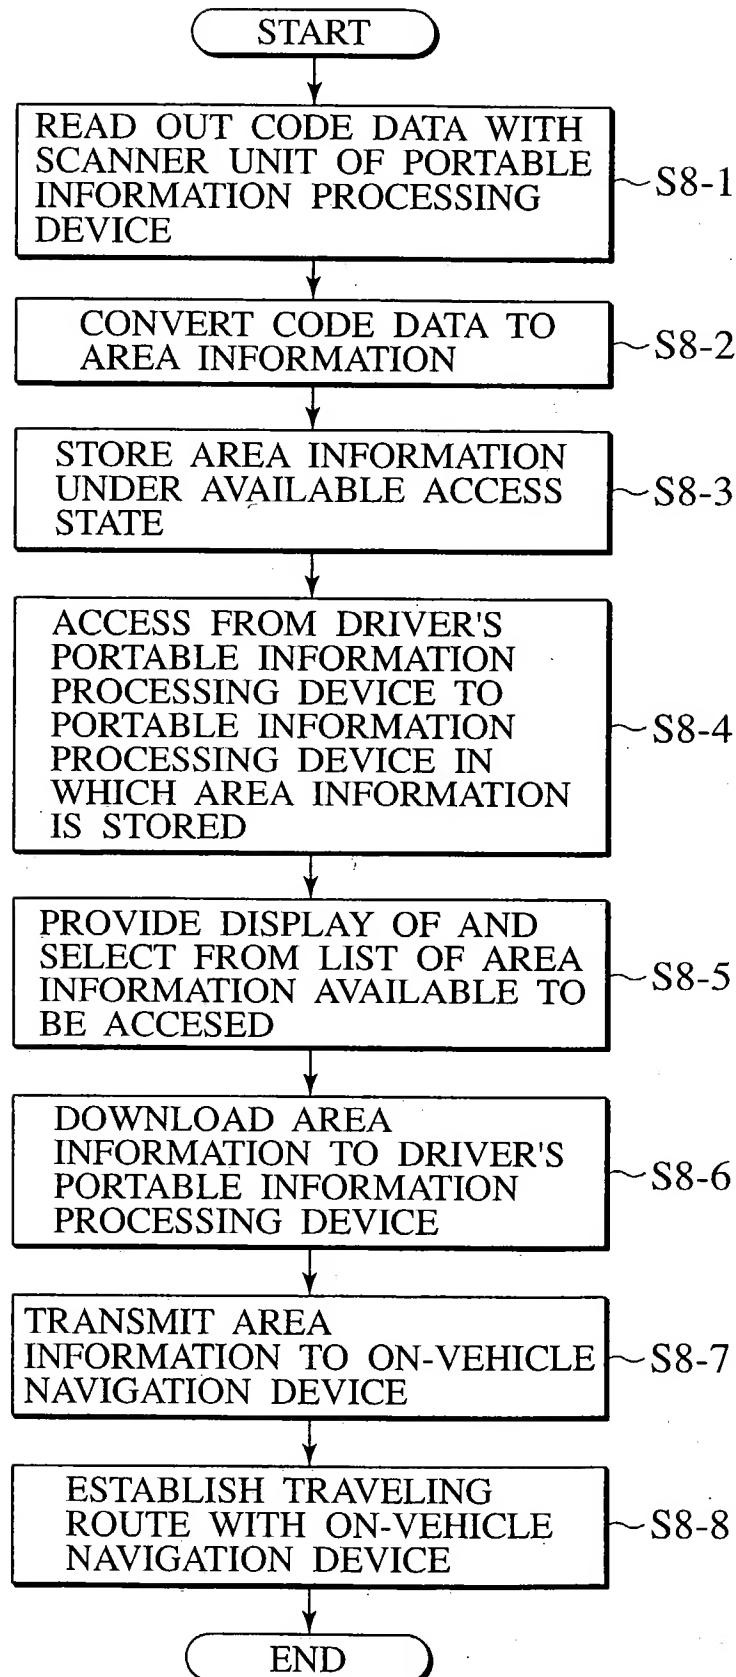 START
READ OUT CODE DATA WITH
SCANNER UNIT OF PORTABLE
INFORMATION PROCESSING
DEVICE
S8-1
CONVERT CODE DATA TO
AREA INFORMATION
S8-2
STORE AREA INFORMATION
UNDER AVAILABLE ACCESS
STATE
S8-3
ACCESS FROM DRIVER'S
PORTABLE INFORMATION
PROCESSING DEVICE TO
PORTABLE INFORMATION
PROCESSING DEVICE IN
WHICH AREA INFORMATION
IS STORED
S8-4
PROVIDE DISPLAY OF AND
SELECT FROM LIST OF AREA
INFORMATION AVAILABLE TO
BE ACCESED
S8-5
DOWNLOAD AREA
INFORMATION TO DRIVER'S
PORTABLE INFORMATION
PROCESSING DEVICE
S8-6
TRANSMIT AREA
INFORMATION TO ON-VEHICLE
NAVIGATION DEVICE
S8-7
ESTABLISH TRAVELING
ROUTE WITH ON-VEHICLE
NAVIGATION DEVICE
S8-8
END